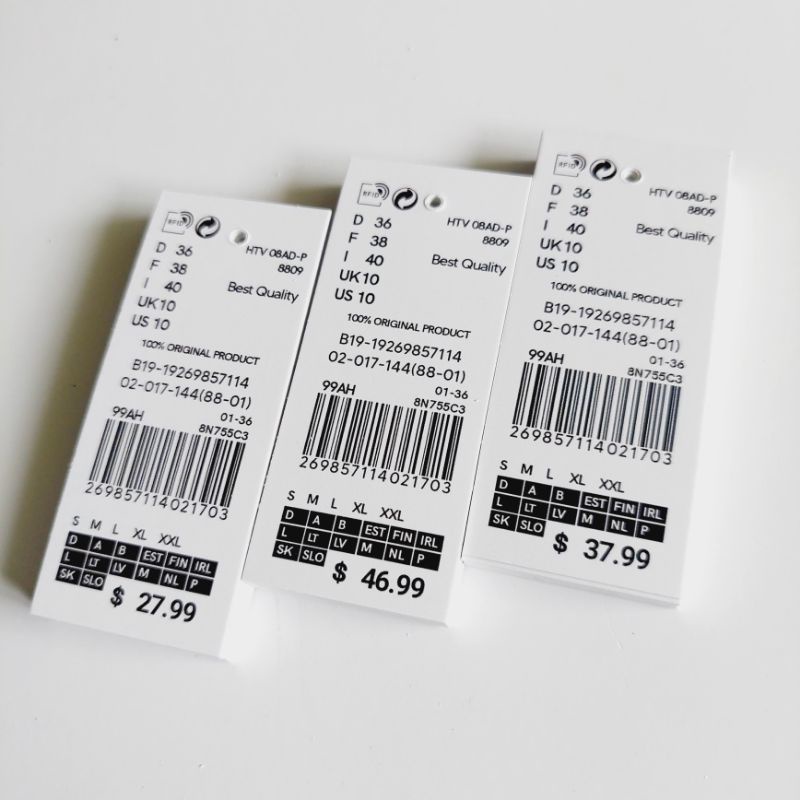 RFID
D 36
HTV 08AD-P
F 38
8809
I 40
Best Quality
UK10
US 10
100% ORIGINAL PRODUCT
B19-19269857114
02-017-144(88-01)
99AH
01-36
8N755C3
269857114021703
S M L XL XXL
D A B EST FIN IRL
L LT LV M NL P
SK SLO
$ 27.99
RFID
D 36
HTV 08AD-P
F 38
8809
I 40
Best Quality
UK10
US 10
100% ORIGINAL PRODUCT
B19-19269857114
02-017-144(88-01)
99AH
01-36
8N755C3
269857114021703
S M L XL XXL
D A B EST FIN IRL
L LT LV M NL P
SK SLO
$ 46.99
RFID
D 36
HTV 08AD-P
F 38
8809
I 40
Best Quality
UK10
US 10
100% ORIGINAL PRODUCT
B19-19269857114
02-017-144(88-01)
99AH
01-36
8N755C3
269857114021703
S M L XL XXL
D A B EST FIN IRL
L LT LV M NL P
SK SLO
$ 37.99